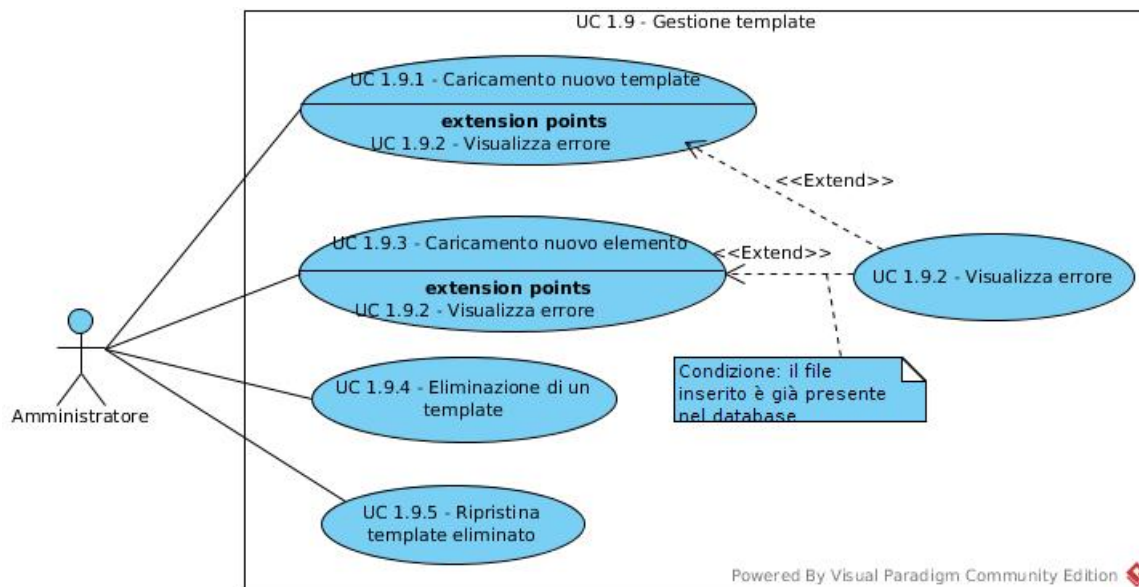 UC 1.9 - Gestione template
UC 1.9.1 - Caricamento nuovo template
extension points
UC 1.9.2 - Visualizza errore
<<Extend>>
UC 1.9.3 - Caricamento nuovo elemento
extension points
UC 1.9.2 - Visualizza errore
<<Extend>>
UC 1.9.2 - Visualizza errore
Condizione: il file
inserito è già presente
nel database
UC 1.9.4 - Eliminazione di un
template
Amministratore
UC 1.9.5 - Ripristina
template eliminato
Powered By Visual Paradigm Community Edition